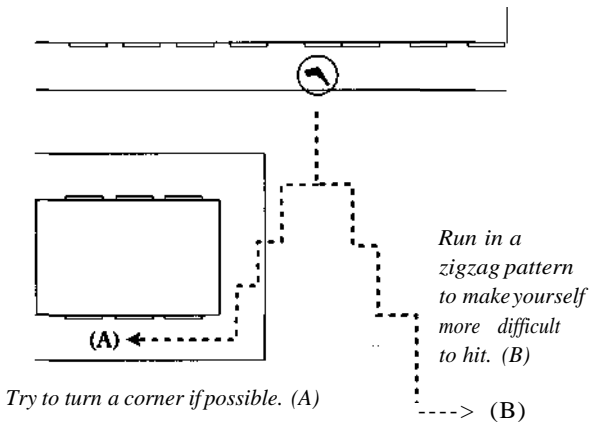 Run in a
zigzag pattern
to make yourself
more difficult
to hit. (B)
(A)
Try to turn a corner if possible. (A)
(B)